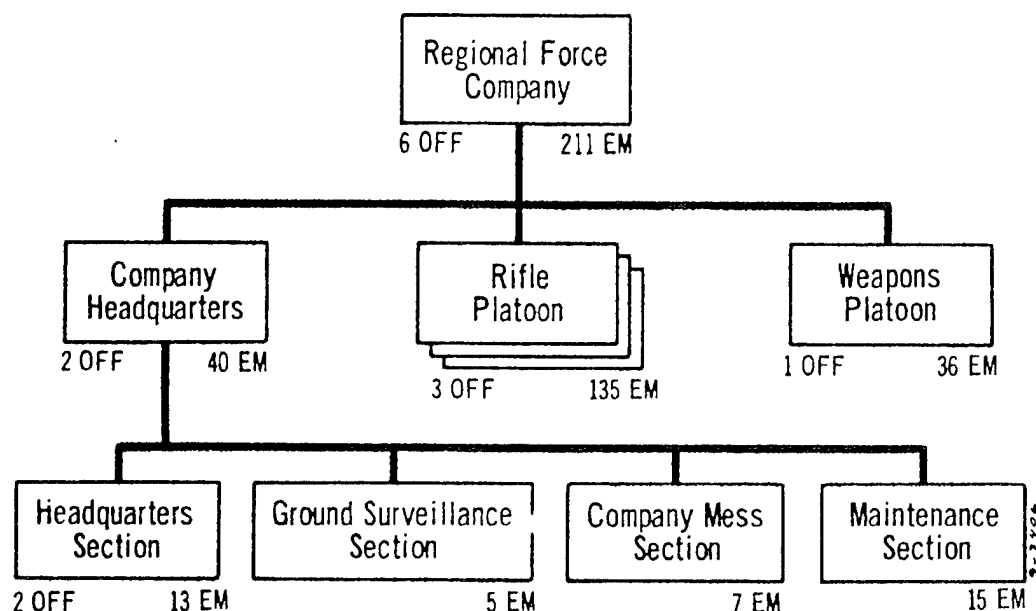 Regional Force
Company
6 OFF 211 EM
Company
Headquarters
2 OFF 40 EM
Rifle
Platoon
3 OFF 135 EM
Weapons
Platoon
1 OFF 36 EM
Headquarters
Section
2 OFF 13 EM
Ground Surveillance
Section
5 EM
Company Mess
Section
7 EM
Maintenance
Section
15 EM